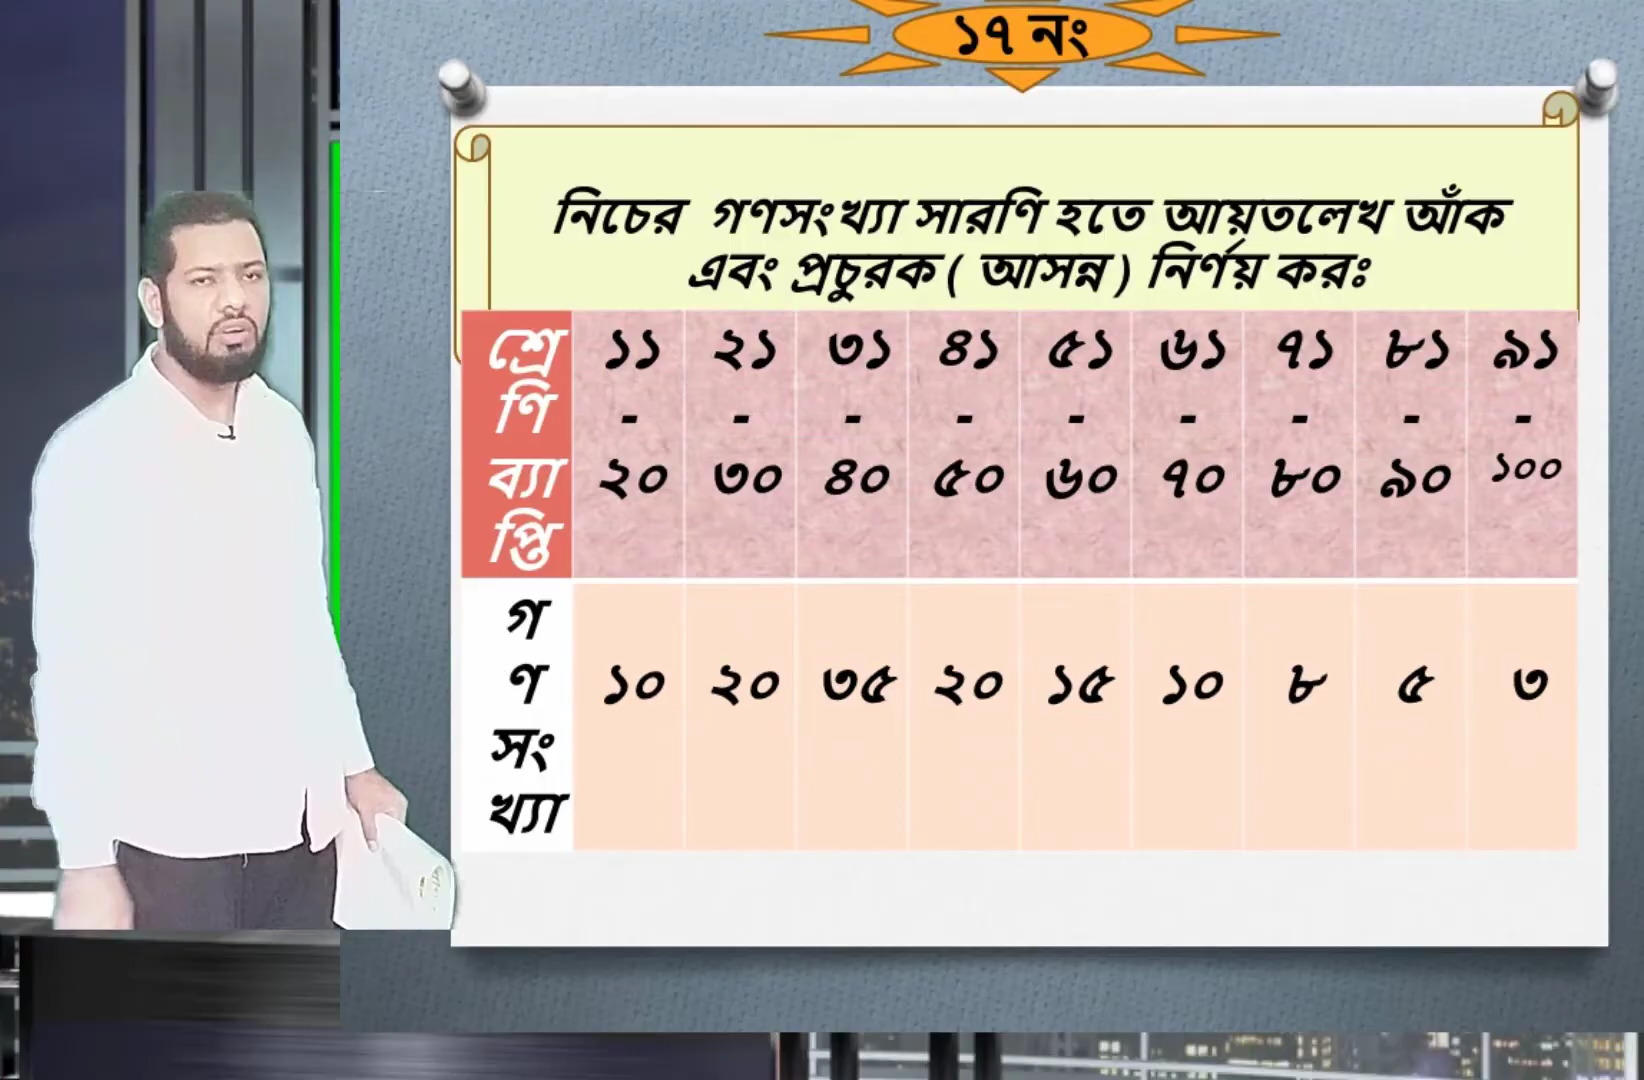 ১৭ নং
নিচের গণসংখ্যা সারণি হতে আয়তলেখ আঁক
এবং প্রচুরক ( আসন্ন ) নির্ণয় করঃ
শ্রেণি ব্যাপ্তি ১১ - ২০ ২১ - ৩০ ৩১ - ৪০ ৪১ - ৫০ ৫১ - ৬০ ৬১ - ৭০ ৭১ - ৮০ ৮১ - ৯০ ৯১ - ১০০
গণসংখ্যা ১০ ২০ ৩৫ ২০ ১৫ ১০ ৮ ৫ ৩